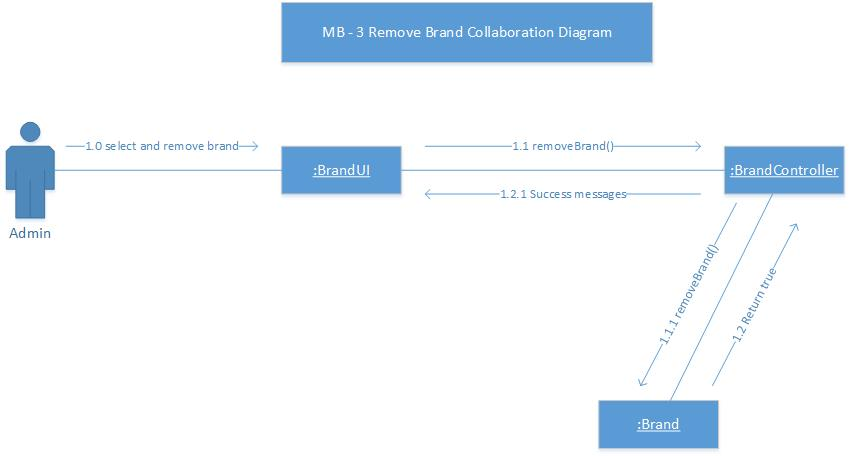 MB - 3 Remove Brand Collaboration Diagram
1.0 select and remove brand
1.1 removeBrand()
:BrandUI
:BrandController
1.2.1 Success messages
Admin
1.1.1 removeBrand()
1.2 Return true
:Brand